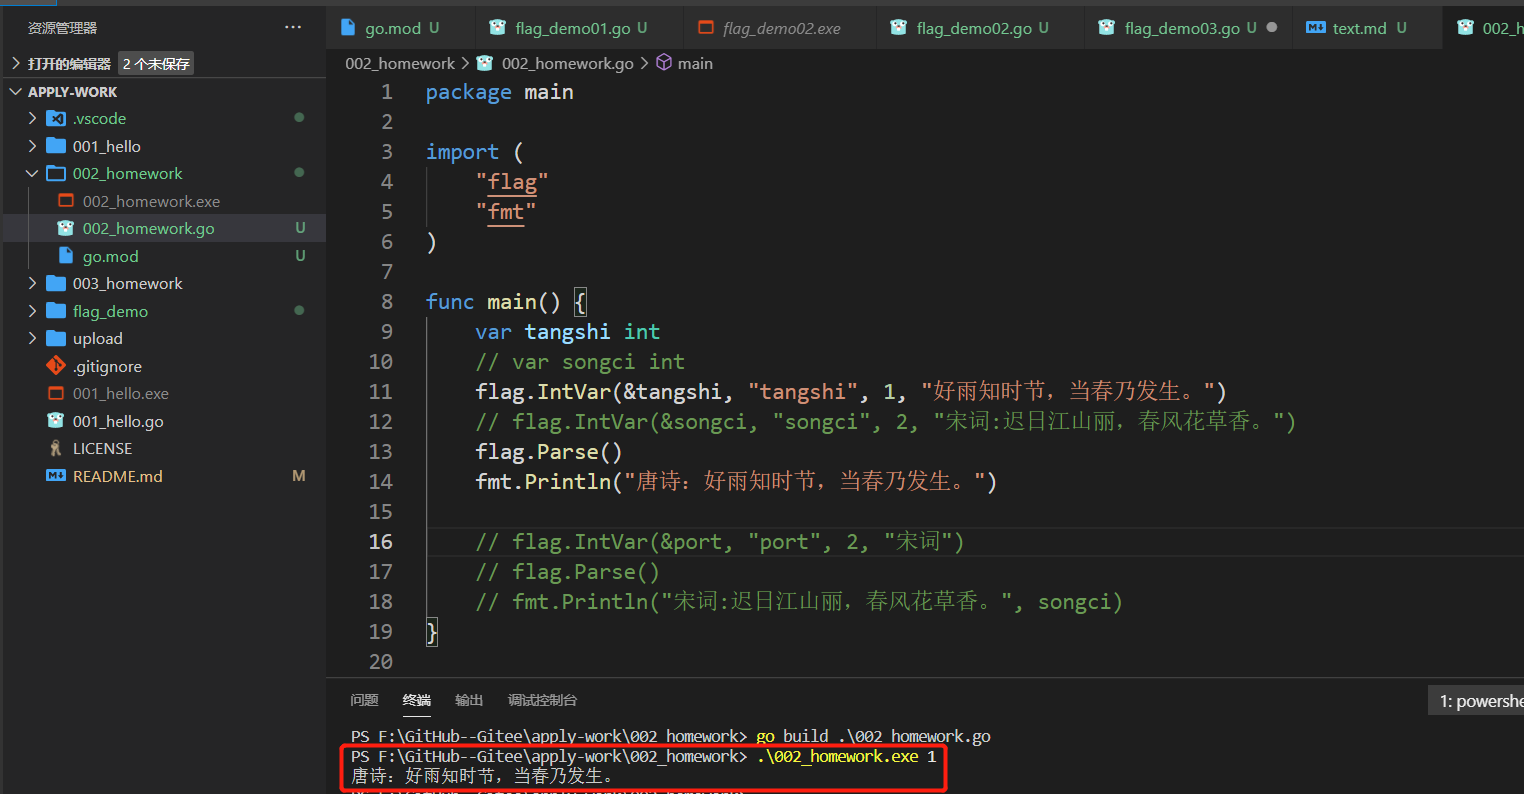 资源管理器
···
打开的编辑器 2 个未保存
APPLY-WORK
.vscode
001_hello
002_homework
002_homework.exe
002_homework.go U
go.mod U
003_homework
flag_demo
upload
.gitignore
001_hello.exe
001_hello.go
LICENSE
README.md M
go.mod U flag_demo01.go U flag_demo02.exe flag_demo02.go U flag_demo03.go U text.md U 002_h
002_homework > 002_homework.go > main
1 package main
2
3 import (
4 "flag"
5 "fmt"
6 )
7
8 func main() {
9 var tangshi int
10 // var songci int
11 flag.IntVar(&tangshi, "tangshi", 1, "好雨知时节，当春乃发生。")
12 // flag.IntVar(&songci, "songci", 2, "宋词:迟日江山丽，春风花草香。")
13 flag.Parse()
14 fmt.Println("唐诗：好雨知时节，当春乃发生。")
15
16 // flag.IntVar(&port, "port", 2, "宋词")
17 // flag.Parse()
18 // fmt.Println("宋词:迟日江山丽，春风花草香。", songci)
19 }
20
问题 终端 输出 调试控制台 1: powershe
PS F:\GitHub--Gitee\apply-work\002_homework> go build .\002_homework.go
PS F:\GitHub--Gitee\apply-work\002_homework> .\002_homework.exe 1
唐诗：好雨知时节，当春乃发生。